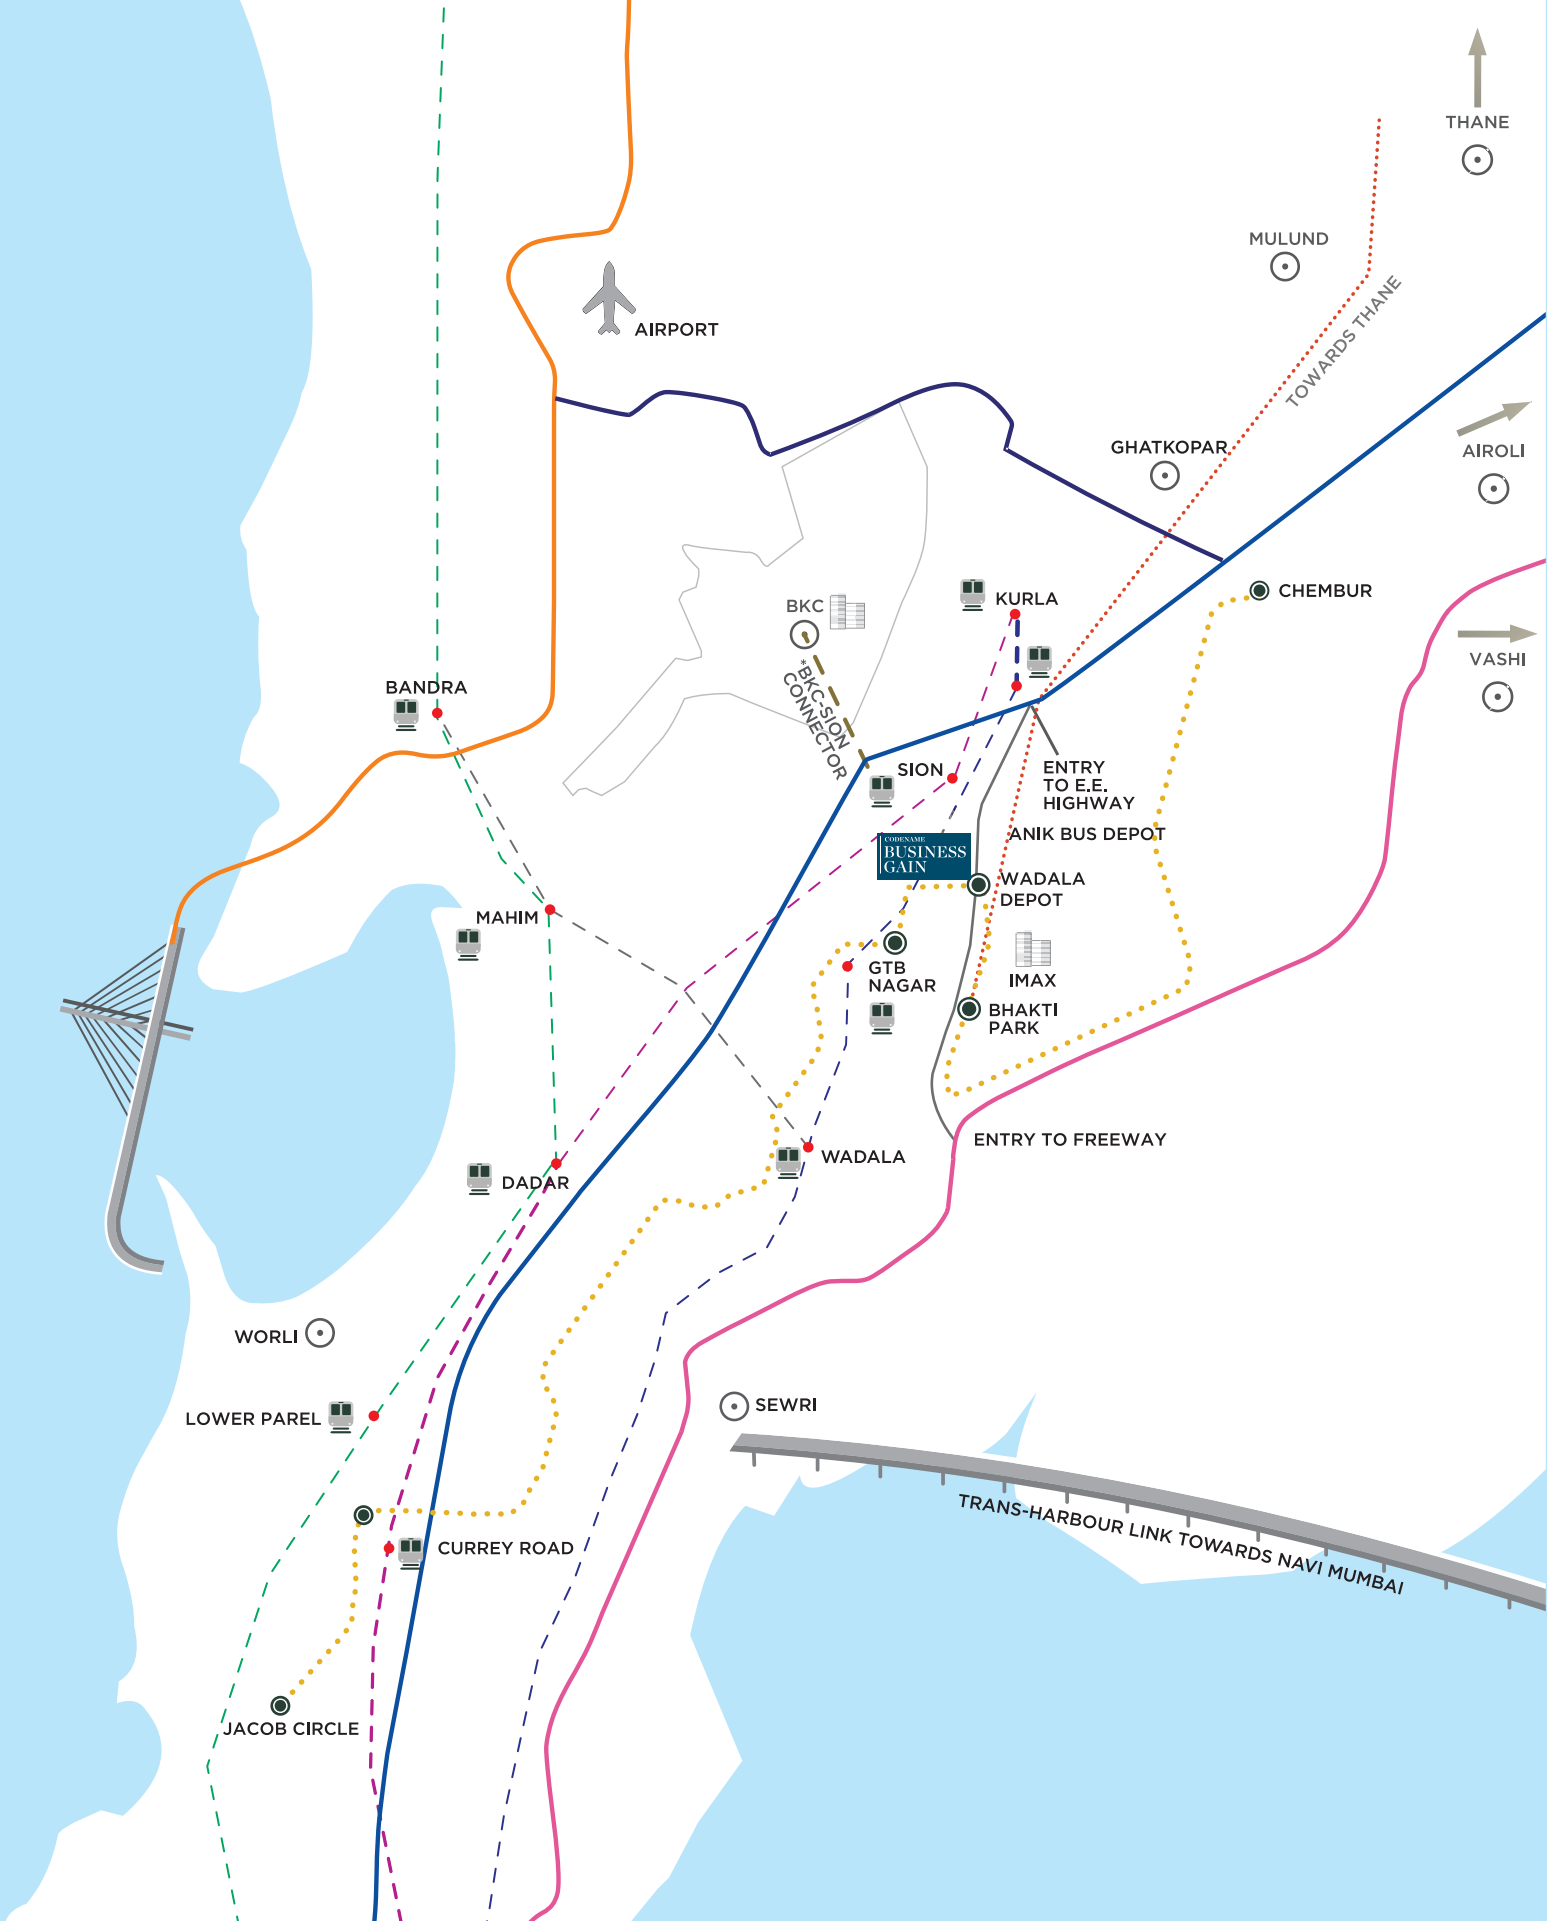 THANE
MULUND
TOWARDS THANE
AIRPORT
GHATKOPAR
AIROLI
BKC
KURLA
CHEMBUR
VASHI
*BKC-SION
CONNECTOR
BANDRA
SION
ENTRY
TO E.E.
HIGHWAY
ANIK BUS DEPOT
CODENAME
BUSINESS
GAIN
WADALA
DEPOT
MAHIM
GTB
NAGAR
IMAX
BHAKTI
PARK
ENTRY TO FREEWAY
WADALA
DADAR
WORLI
SEWRI
LOWER PAREL
TRANS-HARBOUR LINK TOWARDS NAVI MUMBAI
CURREY ROAD
JACOB CIRCLE